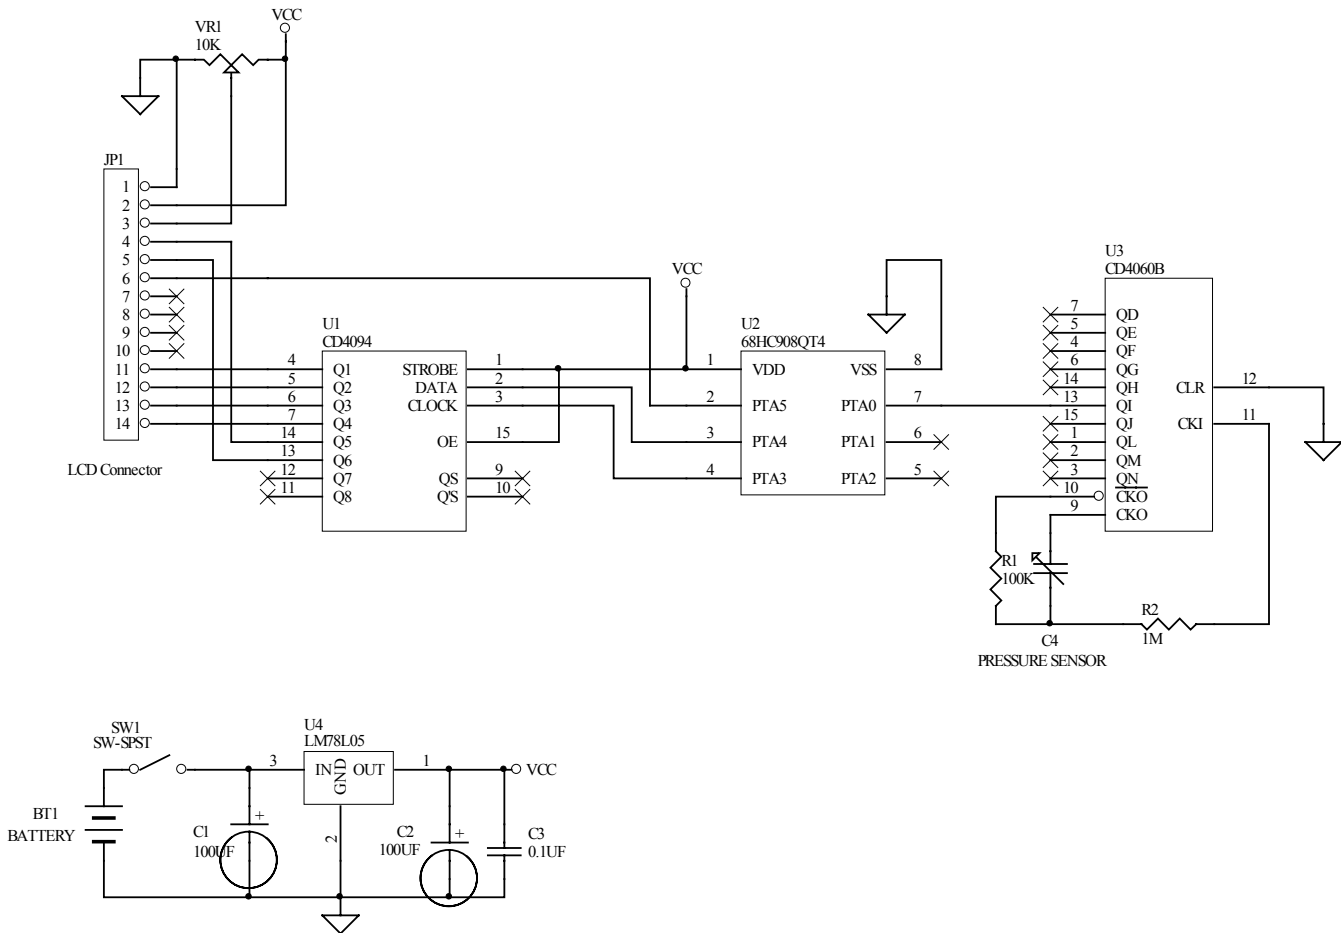 VCC
VR1
10K
JP1
1
2
3
4
5
6
7
8
9
10
11
12
13
14
LCD Connector
U1
CD4094
4 Q1 STROBE 1
5 Q2 DATA 2
6 Q3 CLOCK 3
7 Q4
14 Q5 OE 15
13 Q6
12 Q7 QS 9
11 Q8 Q'S 10
VCC
U2
68HC908QT4
1 VDD VSS 8
2 PTA5 PTA0 7
3 PTA4 PTA1 6
4 PTA3 PTA2 5
U3
CD4060B
7 QD
5 QE
4 QF
6 QG
14 QH CLR 12
13 QI
15 QJ CKI 11
1 QL
2 QM
3 QN
10 CKO
9 CKO
R1
100K
C4
PRESSURE SENSOR
R2
1M
SW1
SW-SPST
U4
LM78L05
3 IN GND OUT 1
2
VCC
BT1
BATTERY
C1
100UF
+
C2
100UF
+
C3
0.1UF